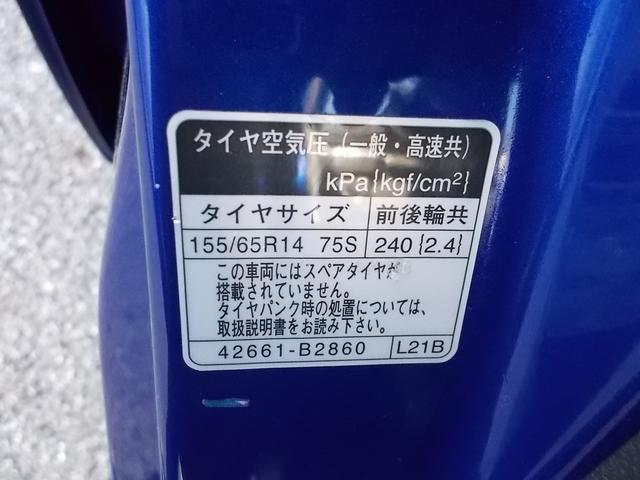 タイヤ空気圧(一般・高速共)
kPa{kgf/cm²}
タイヤサイズ 前後輪共
155/65R14 75S 240{2.4}
この車両にはスペアタイヤが
搭載されていません。
タイヤパンク時の処置については、
取扱説明書をお読み下さい。
42661-B2860 L21B